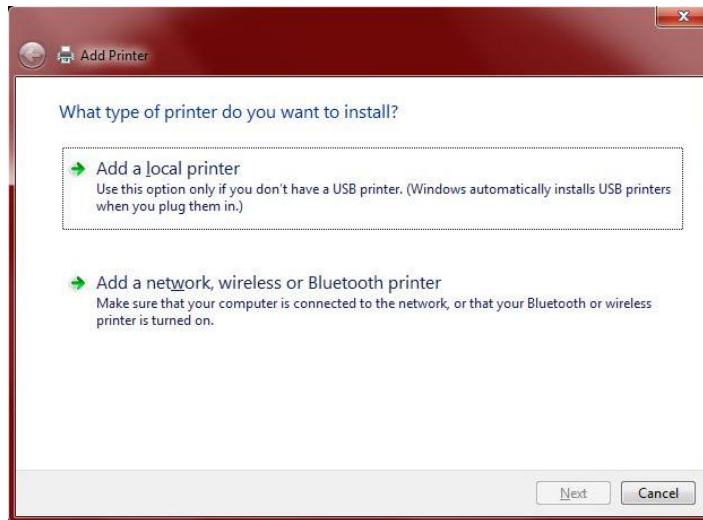 Add Printer
What type of printer do you want to install?
Add a local printer
Use this option only if you don't have a USB printer. (Windows automatically installs USB printers
when you plug them in.)
Add a network, wireless or Bluetooth printer
Make sure that your computer is connected to the network, or that your Bluetooth or wireless
printer is turned on.
Next Cancel